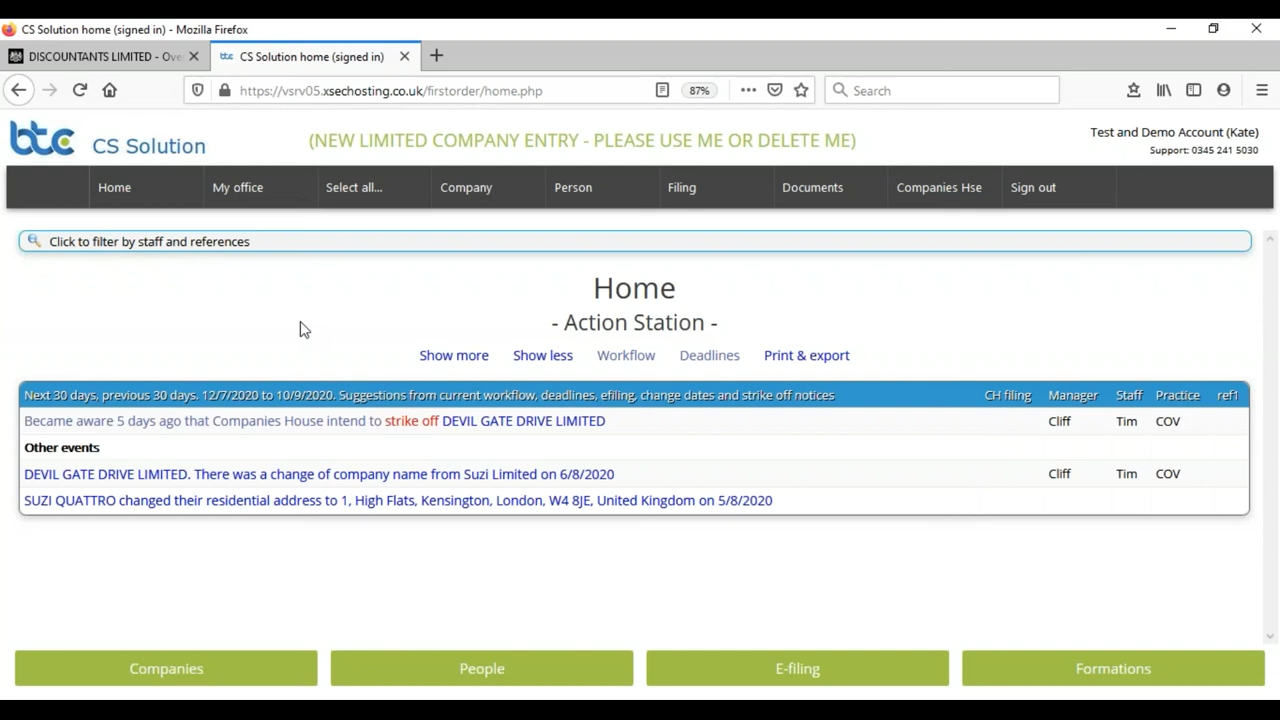 CS Solution home (signed in) - Mozilla Firefox
DISCOUNTANTS LIMITED - Ove
CS Solution home (signed in)
https://vsrv05.xsechosting.co.uk/firstorder/home.php
87%
Search
btc CS Solution
(NEW LIMITED COMPANY ENTRY - PLEASE USE ME OR DELETE ME)
Test and Demo Account (Kate)
Support: 0345 241 5030
Home My office Select all... Company Person Filing Documents Companies Hse Sign out
Click to filter by staff and references
Home
- Action Station -
Show more Show less Workflow Deadlines Print & export
Next 30 days, previous 30 days. 12/7/2020 to 10/9/2020. Suggestions from current workflow, deadlines, efiling, change dates and strike off notices CH filing Manager Staff Practice ref1
Became aware 5 days ago that Companies House intend to strike off DEVIL GATE DRIVE LIMITED Cliff Tim COV
Other events
DEVIL GATE DRIVE LIMITED. There was a change of company name from Suzi Limited on 6/8/2020 Cliff Tim COV
SUZI QUATTRO changed their residential address to 1, High Flats, Kensington, London, W4 8JE, United Kingdom on 5/8/2020
Companies People E-filing Formations